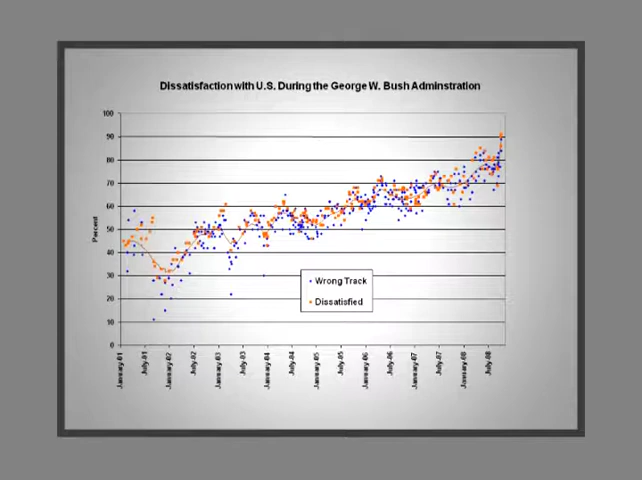 Dissatisfaction with U.S. During the George W. Bush Adminstration
100
90
80
70
60
50
40
30
20
10
0
Percent
Wrong Track
Dissatisfied
January-01
July-01
January-02
July-02
January-03
July-03
January-04
July-04
January-05
July-05
January-06
July-06
January-07
July-07
January-08
July-08